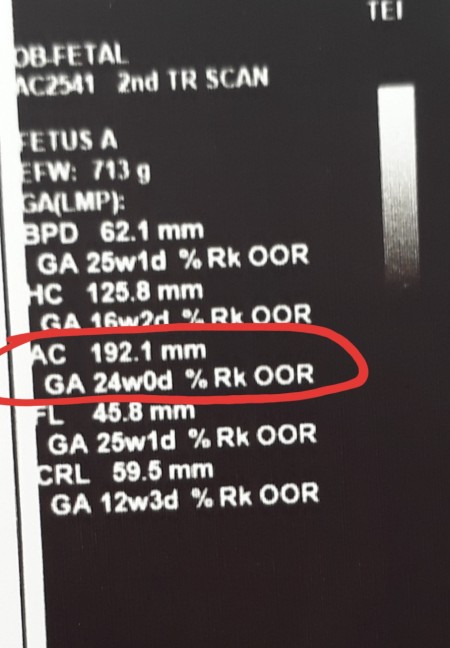 TEI
OB-FETAL
AC2541 2nd TR SCAN
FETUS A
EFW: 713 g
GA(LMP):
BPD 62.1 mm
GA 25w1d % Rk OOR
HC 125.8 mm
GA 16w2d % Rk OOR
AC 192.1 mm
GA 24w0d % Rk OOR
FL 45.8 mm
GA 25w1d % Rk OOR
CRL 59.5 mm
GA 12w3d % Rk OOR